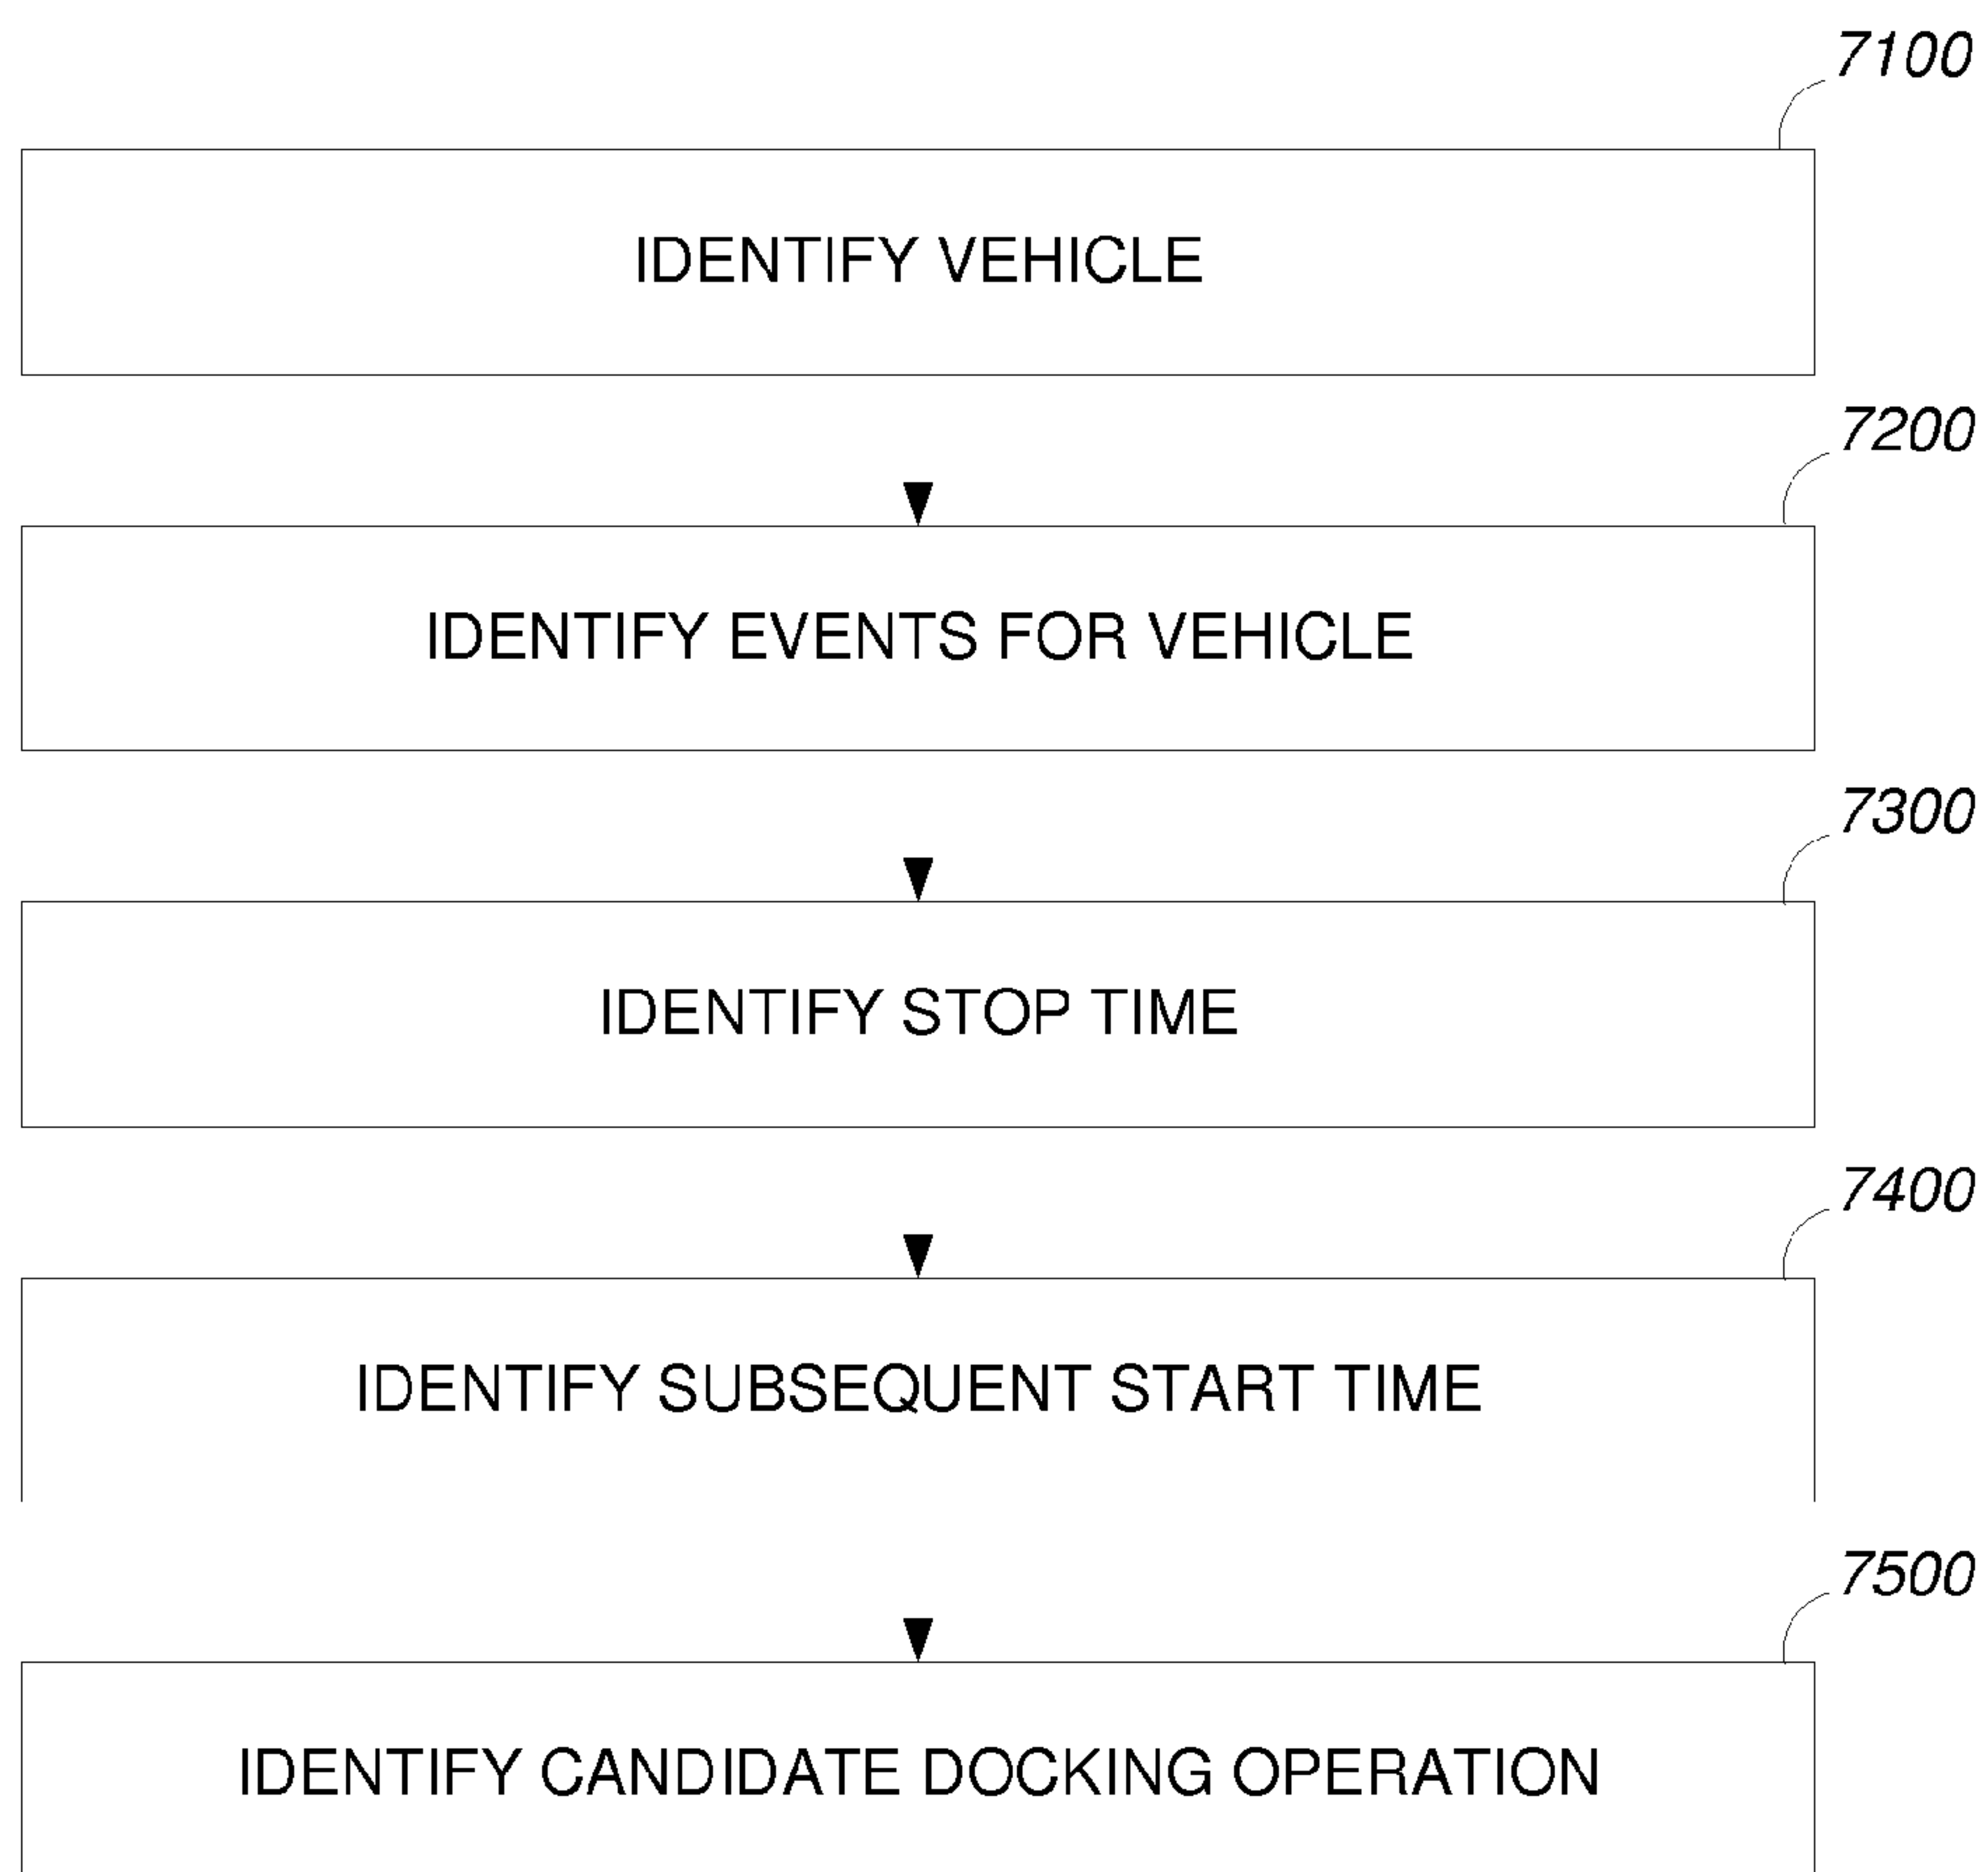 7100
IDENTIFY VEHICLE
7200
IDENTIFY EVENTS FOR VEHICLE
7300
IDENTIFY STOP TIME
7400
IDENTIFY SUBSEQUENT START TIME
7500
IDENTIFY CANDIDATE DOCKING OPERATION